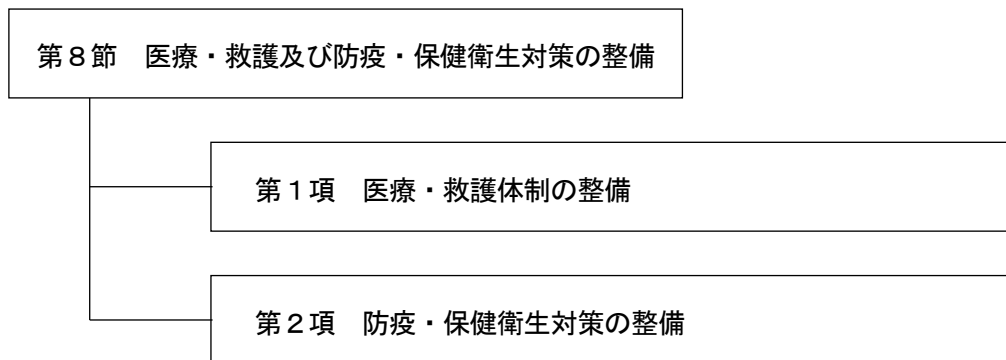 第８節　医療・救護及び防疫・保健衛生対策の整備
第１項　医療・救護体制の整備
第２項　防疫・保健衛生対策の整備